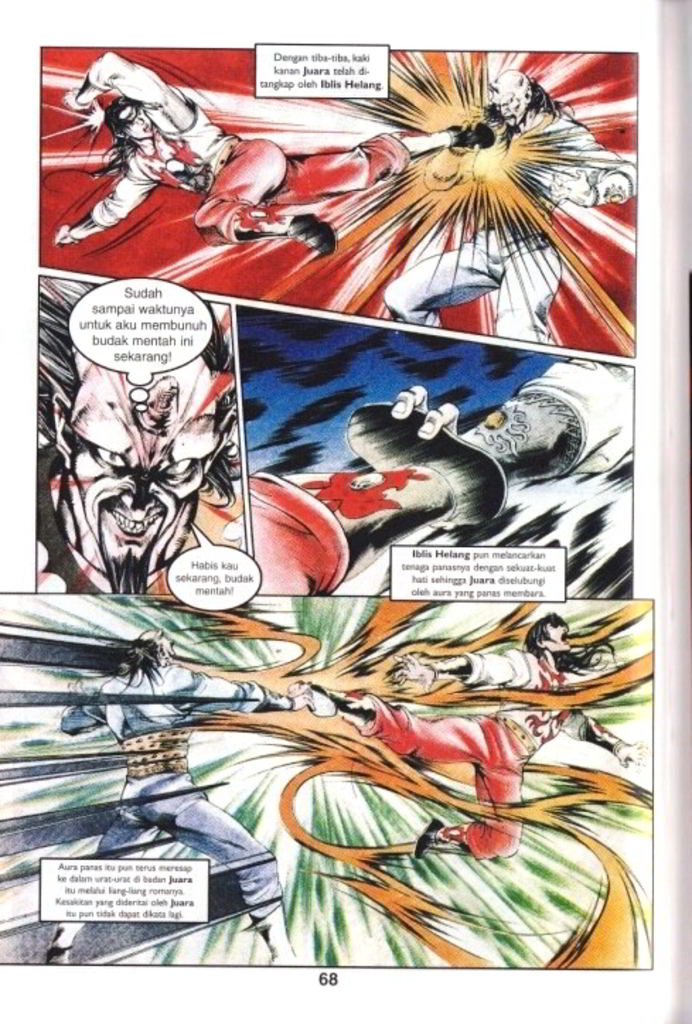 Dengan tiba-tiba, kaki
kanan Juara telah di-
tangkap oleh Iblis Helang.
Sudah
sampai waktunya
untuk aku membunuh
budak mentah ini
sekarang!
Habis kau
sekarang, budak
mentah!
Iblis Helang pun melancarkan
tenaga panasnya dengan sekuat-kuat
hati sehingga Juara diselubungi
oleh aura yang panas membara.
Aura panas itu pun terus meresap
ke dalam urat-urat di badan Juara
itu melalui liang-liang romanya.
Kesakitan yang dideritai oleh Juara
itu pun tidak dapat dikata lagi.
68